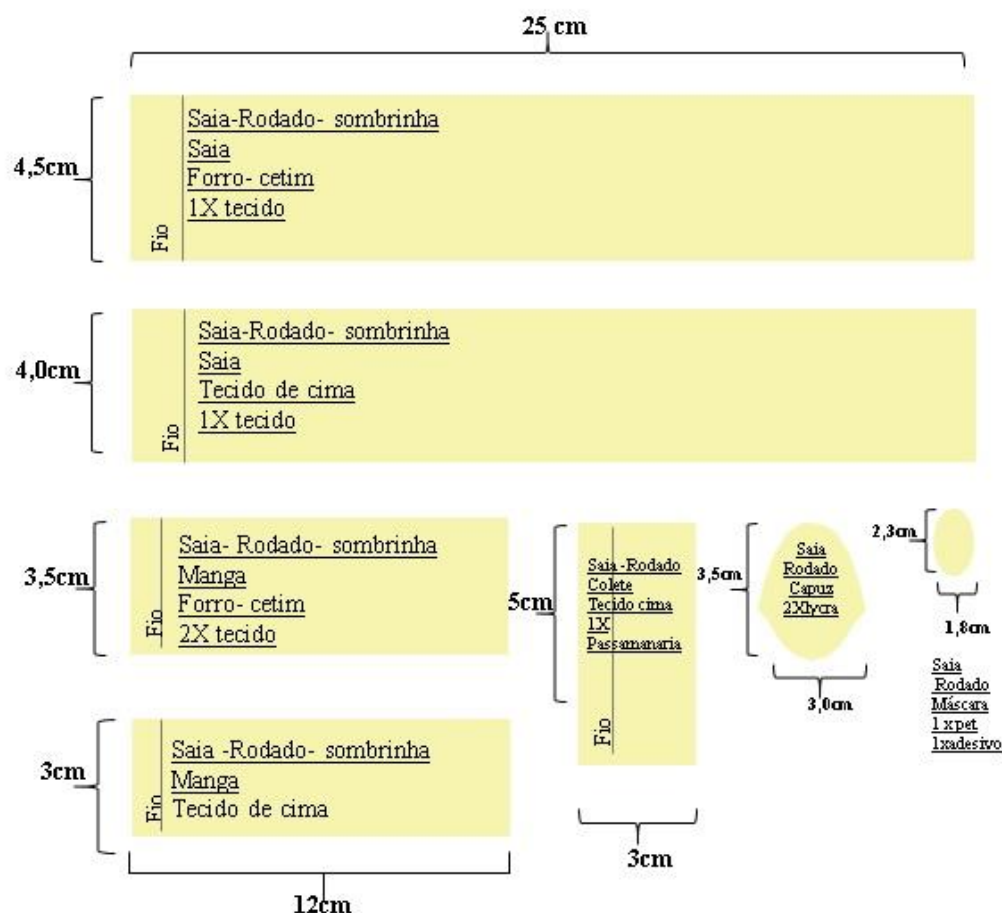 25 cm
4,5cm
Saia-Rodado- sombrinha
Saia
Forro- cetim
1X tecido
Fio
4,0cm
Saia-Rodado- sombrinha
Saia
Tecido de cima
1X tecido
Fio
3,5cm
Saia- Rodado- sombrinha
Manga
Forro- cetim
2X tecido
Fio
5cm
Saia -Rodado
Colete
Tecido cima
1X
Passamanaria
Fio
3cm
3,5cm
Saia
Rodado
Capuz
2Xlycra
3,0cm
2,3cm
1,8cm
Saia
Rodado
Máscara
1 x pet
1xadesivo
3cm
Saia -Rodado- sombrinha
Manga
Tecido de cima
Fio
12cm